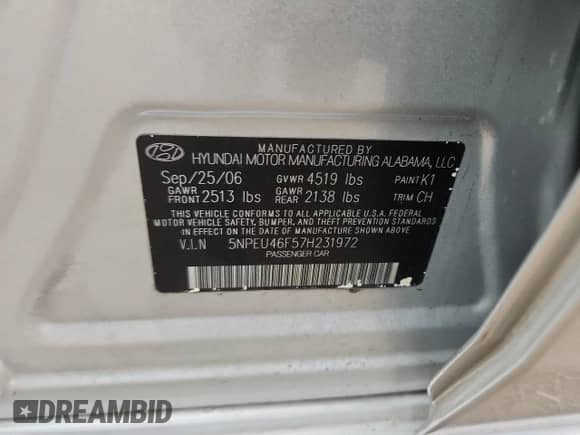 MANUFACTURED BY
HYUNDAI MOTOR MANUFACTURING ALABAMA, LLC
Sep/25/06 GVWR 4519 lbs PAINT K1
GAWR FRONT 2513 lbs GAWR REAR 2138 lbs TRIM CH
THIS VEHICLE CONFORMS TO ALL APPLICABLE U.S.A. FEDERAL
MOTOR VEHICLE SAFETY, BUMPER, AND THEFT PREVENTION STANDARDS
IN EFFECT ON THE DATE OF MANUFACTURE SHOWN ABOVE.
V.I.N 5NPEU46F57H231972
PASSENGER CAR
DREAMBID